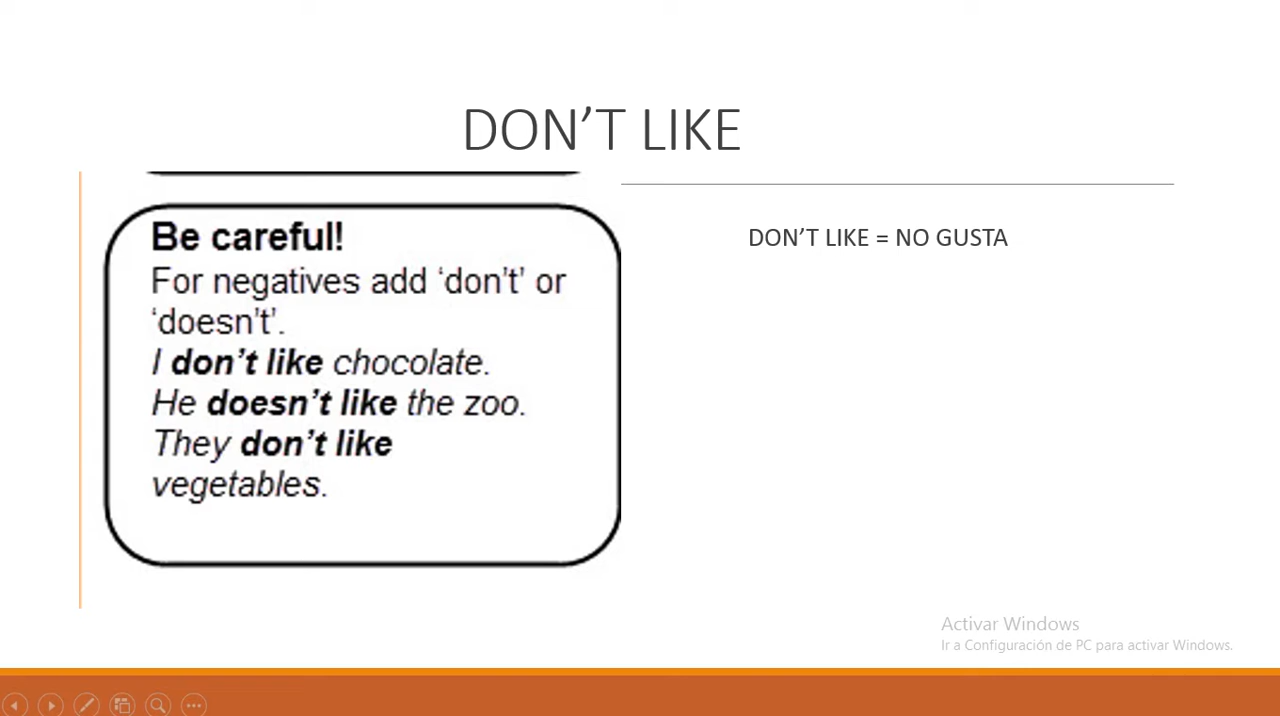 DON’T LIKE
Be careful!
For negatives add ‘don’t’ or
‘doesn’t’.
I don’t like chocolate.
He doesn’t like the zoo.
They don’t like
vegetables.
DON’T LIKE = NO GUSTA
Activar Windows
Ir a Configuración de PC para activar Windows.